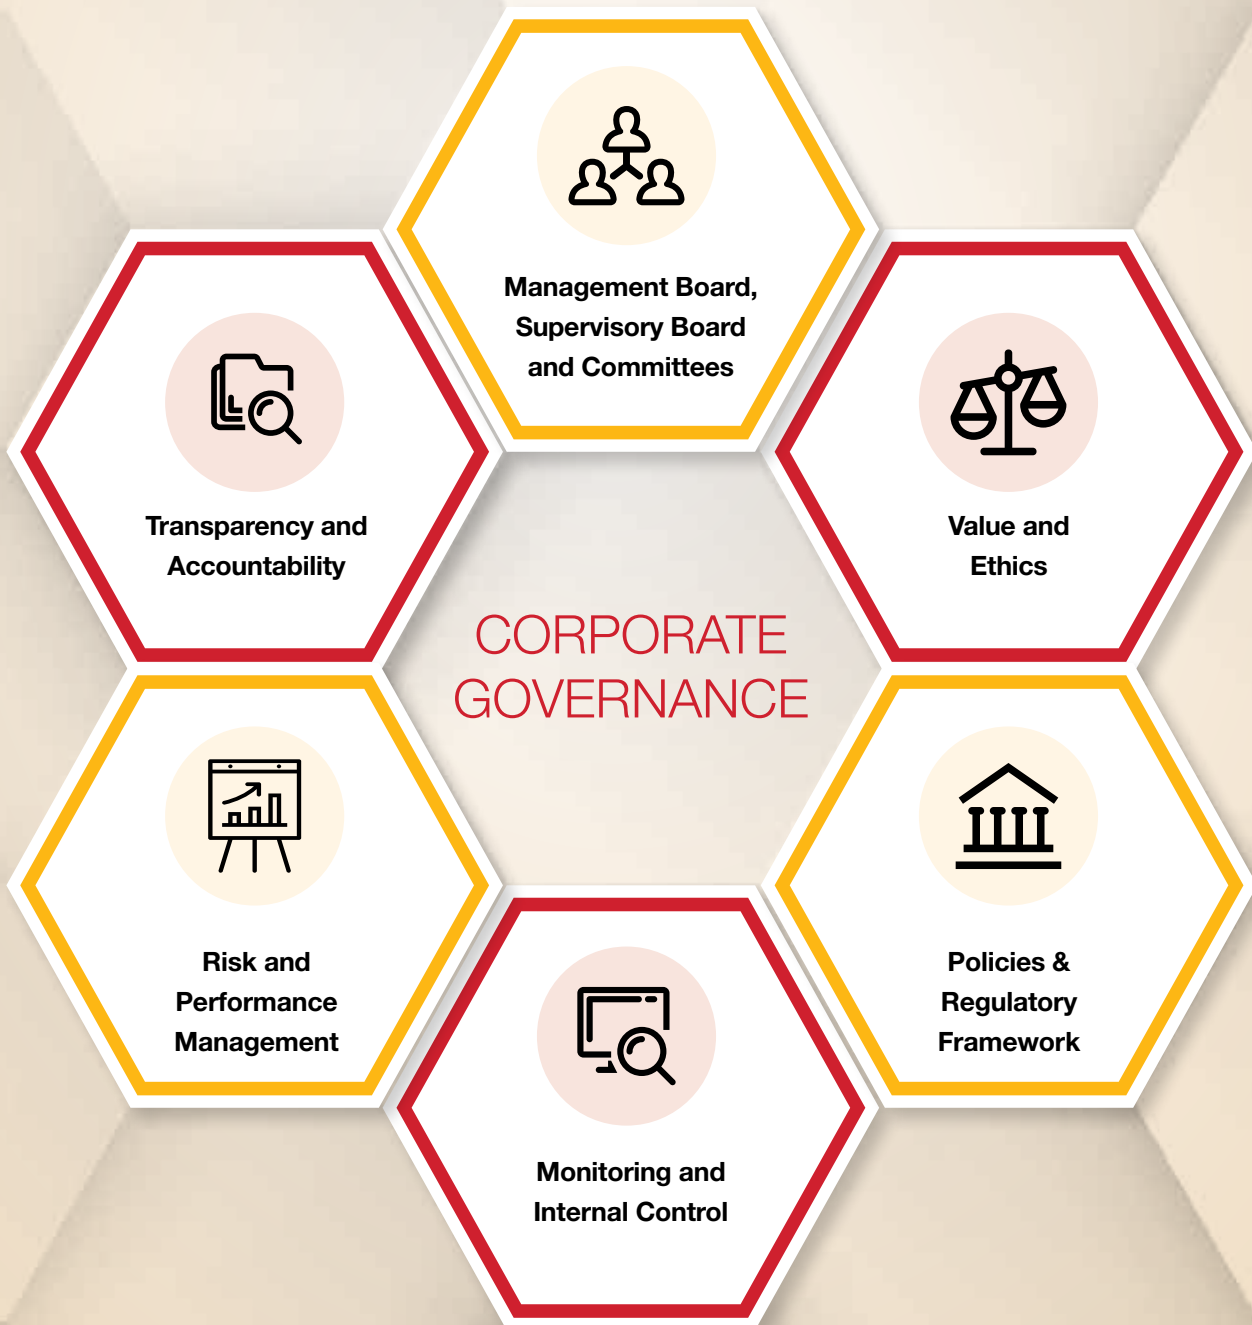 Management Board,
Supervisory Board
and Committees
Transparency and
Accountability
Value and
Ethics
CORPORATE
GOVERNANCE
Risk and
Performance
Management
Policies &
Regulatory
Framework
Monitoring and
Internal Control